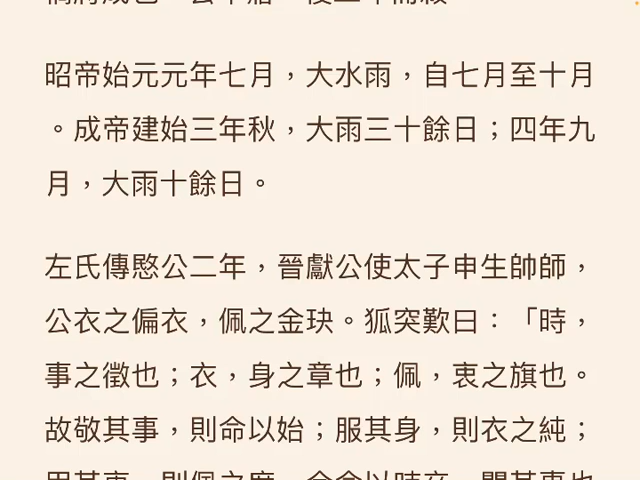 昭帝始元元年七月，大水雨，自七月至十月
。成帝建始三年秋，大雨三十餘日；四年九
月，大雨十餘日。
左氏傳愍公二年，晉獻公使太子申生帥師，
公衣之偏衣，佩之金玦。狐突歎曰：「時，
事之徵也；衣，身之章也；佩，衷之旗也。
故敬其事，則命以始；服其身，則衣之純；